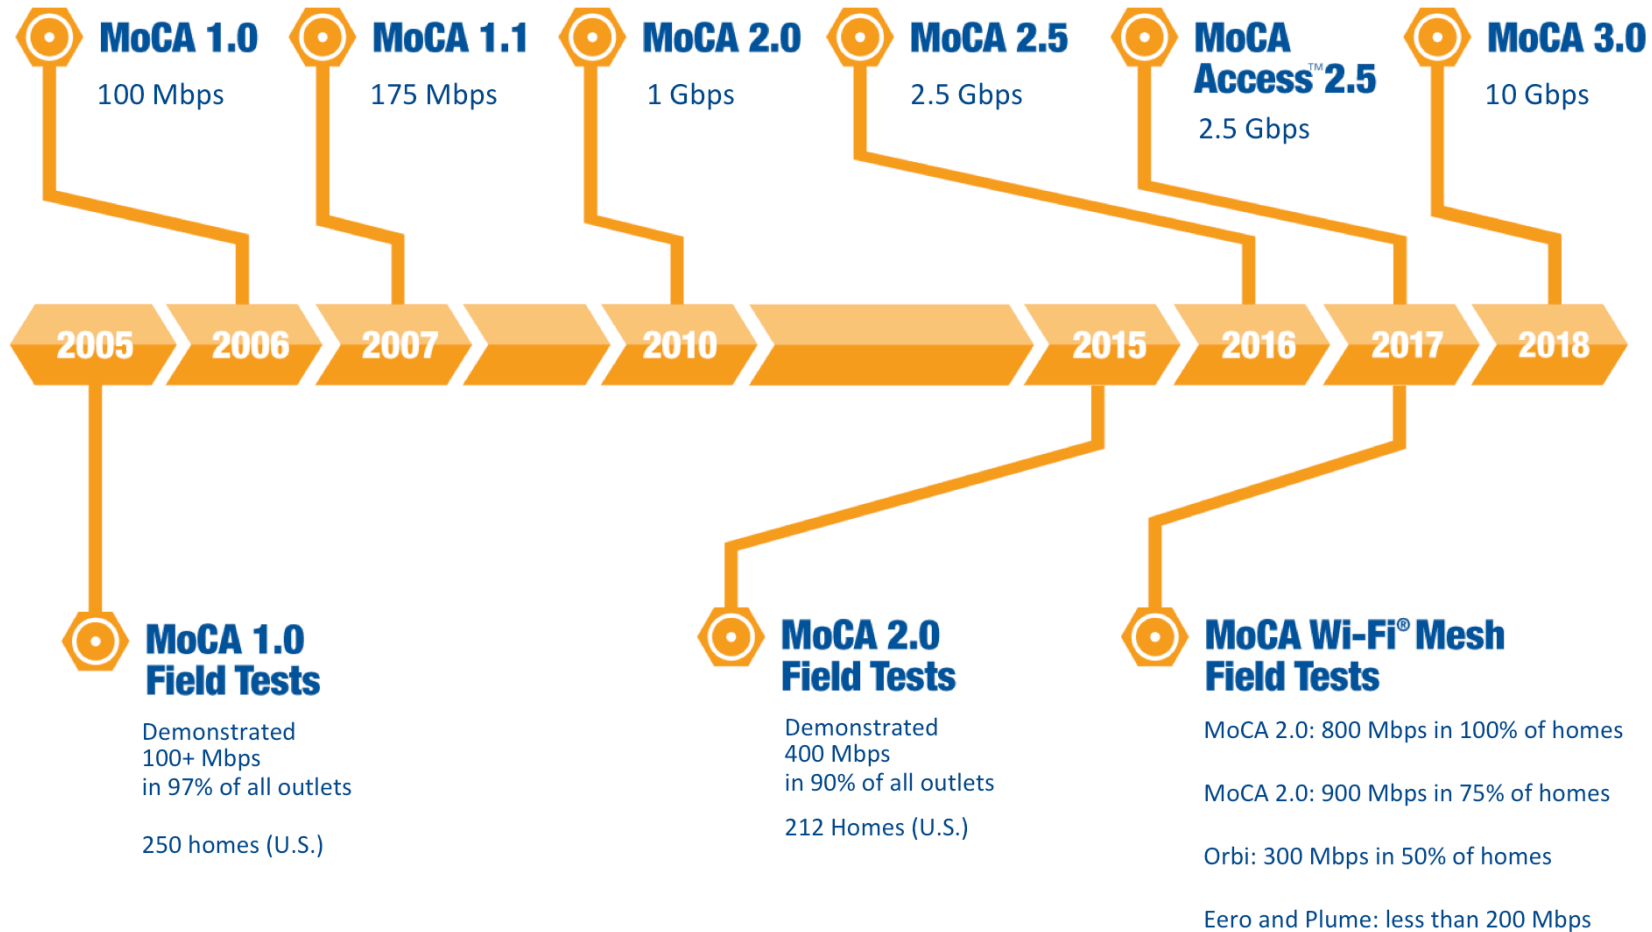 MoCA 1.0
100 Mbps
MoCA 1.1
175 Mbps
MoCA 2.0
1 Gbps
MoCA 2.5
2.5 Gbps
MoCA
Access™ 2.5
2.5 Gbps
MoCA 3.0
10 Gbps
2005
2006
2007
2010
2015
2016
2017
2018
MoCA 1.0
Field Tests
Demonstrated
100+ Mbps
in 97% of all outlets
250 homes (U.S.)
MoCA 2.0
Field Tests
Demonstrated
400 Mbps
in 90% of all outlets
212 Homes (U.S.)
MoCA Wi-Fi® Mesh
Field Tests
MoCA 2.0: 800 Mbps in 100% of homes
MoCA 2.0: 900 Mbps in 75% of homes
Orbi: 300 Mbps in 50% of homes
Eero and Plume: less than 200 Mbps